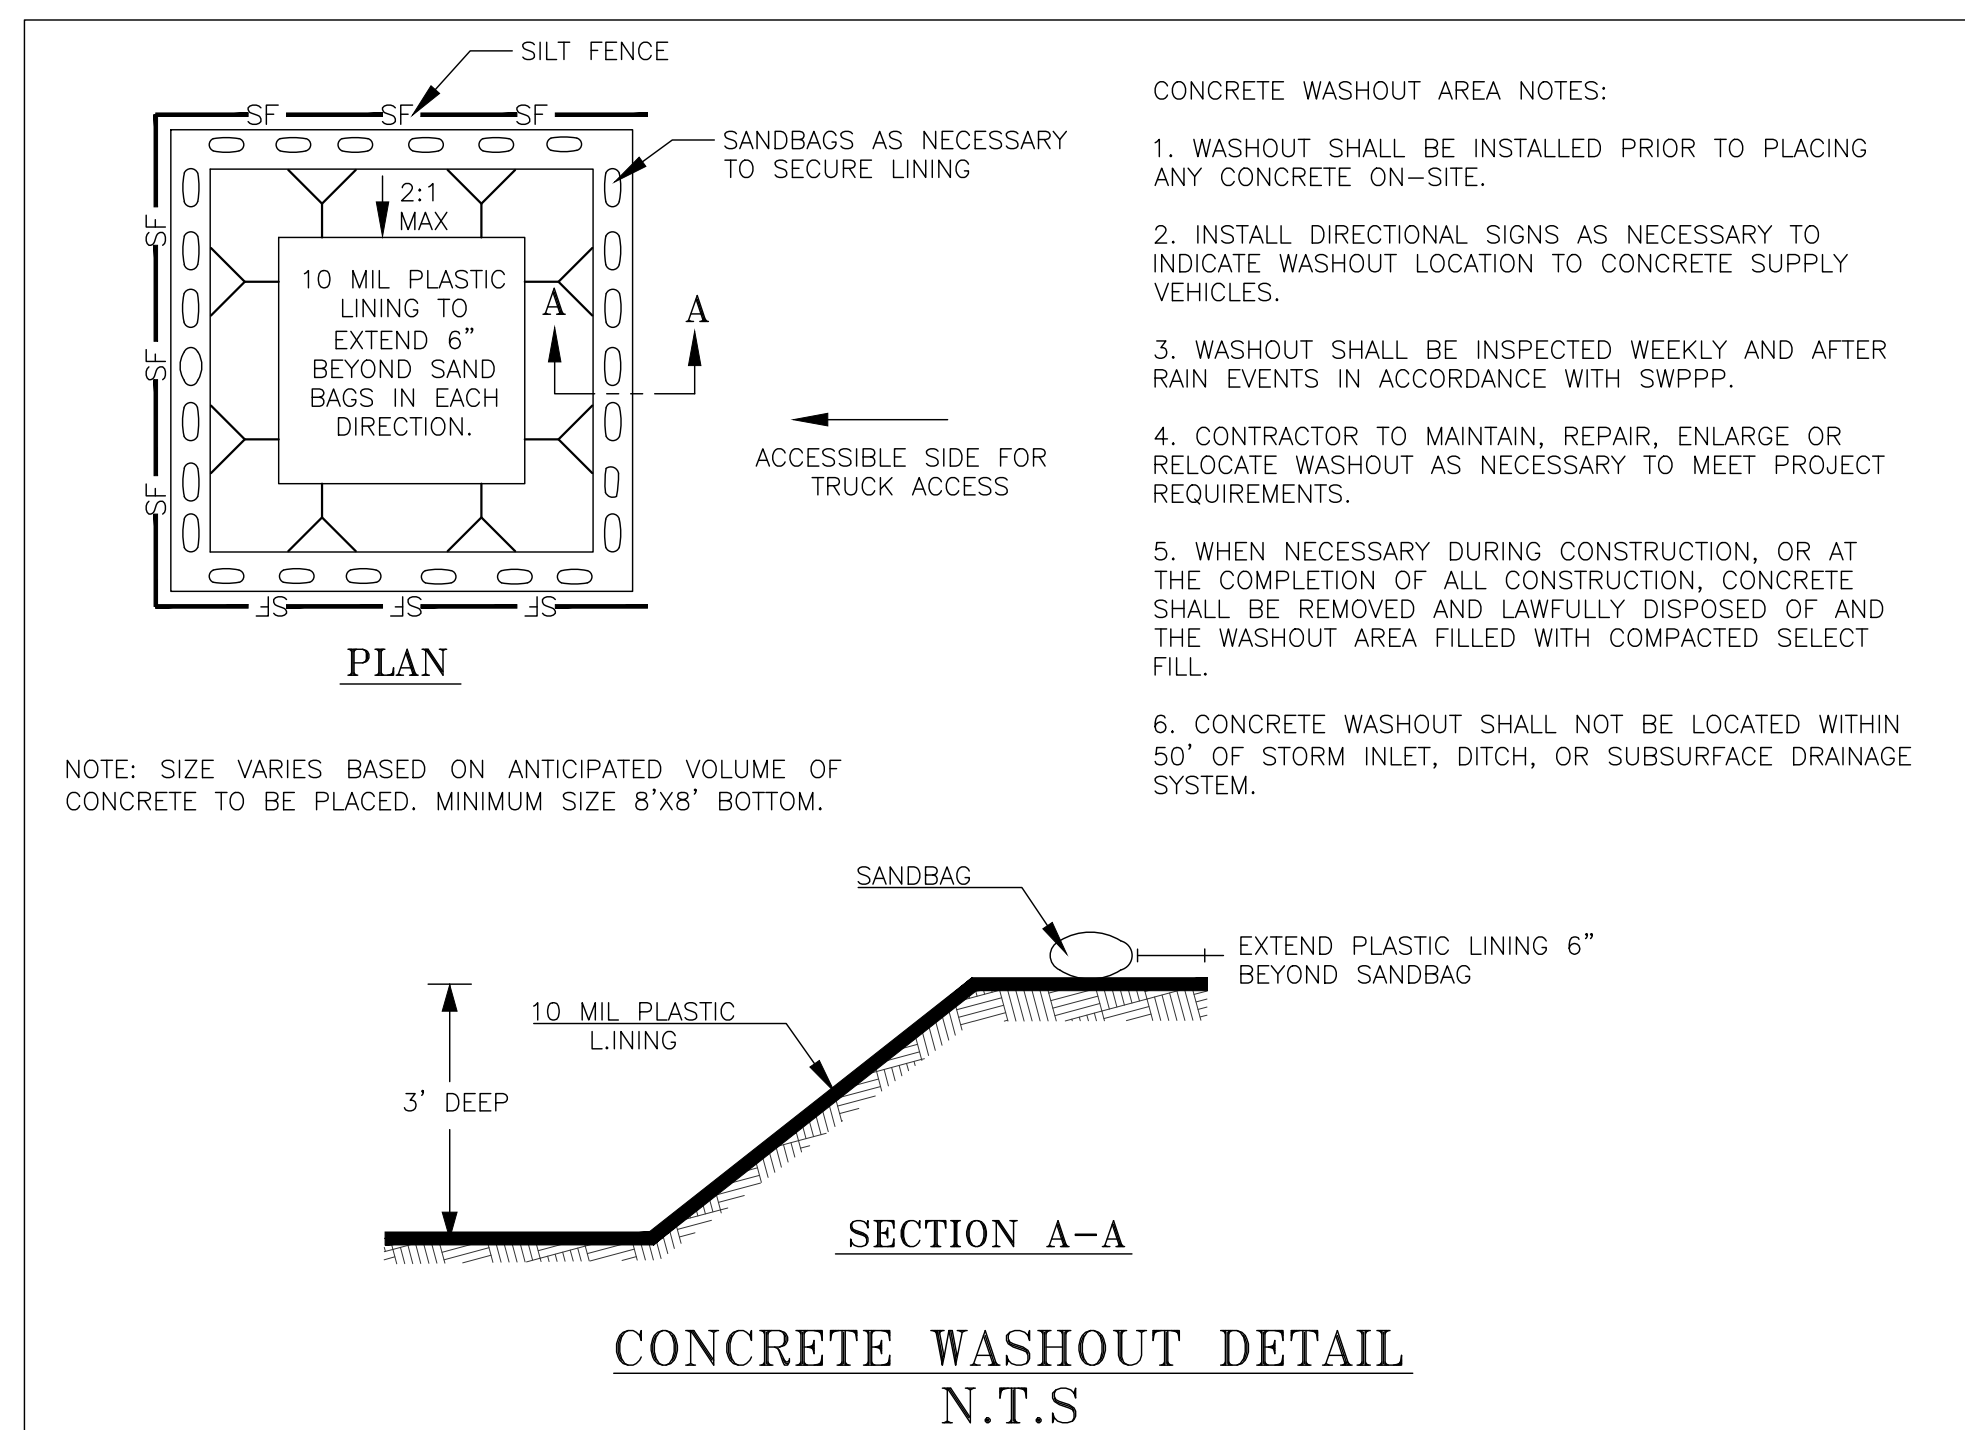 SILT FENCE
SF SF SF
SANDBAGS AS NECESSARY
TO SECURE LINING
2:1
MAX
SF
SF
SF
10 MIL PLASTIC
LINING TO
EXTEND 6”
BEYOND SAND
BAGS IN EACH
DIRECTION.
A A
ACCESSIBLE SIDE FOR
TRUCK ACCESS
SF SF SF
PLAN
NOTE: SIZE VARIES BASED ON ANTICIPATED VOLUME OF
CONCRETE TO BE PLACED. MINIMUM SIZE 8’X8’ BOTTOM.
CONCRETE WASHOUT AREA NOTES:
1. WASHOUT SHALL BE INSTALLED PRIOR TO PLACING
ANY CONCRETE ON-SITE.
2. INSTALL DIRECTIONAL SIGNS AS NECESSARY TO
INDICATE WASHOUT LOCATION TO CONCRETE SUPPLY
VEHICLES.
3. WASHOUT SHALL BE INSPECTED WEEKLY AND AFTER
RAIN EVENTS IN ACCORDANCE WITH SWPPP.
4. CONTRACTOR TO MAINTAIN, REPAIR, ENLARGE OR
RELOCATE WASHOUT AS NECESSARY TO MEET PROJECT
REQUIREMENTS.
5. WHEN NECESSARY DURING CONSTRUCTION, OR AT
THE COMPLETION OF ALL CONSTRUCTION, CONCRETE
SHALL BE REMOVED AND LAWFULLY DISPOSED OF AND
THE WASHOUT AREA FILLED WITH COMPACTED SELECT
FILL.
6. CONCRETE WASHOUT SHALL NOT BE LOCATED WITHIN
50’ OF STORM INLET, DITCH, OR SUBSURFACE DRAINAGE
SYSTEM.
SANDBAG
EXTEND PLASTIC LINING 6”
BEYOND SANDBAG
10 MIL PLASTIC
L.INING
3’ DEEP
SECTION A-A
CONCRETE WASHOUT DETAIL
N.T.S